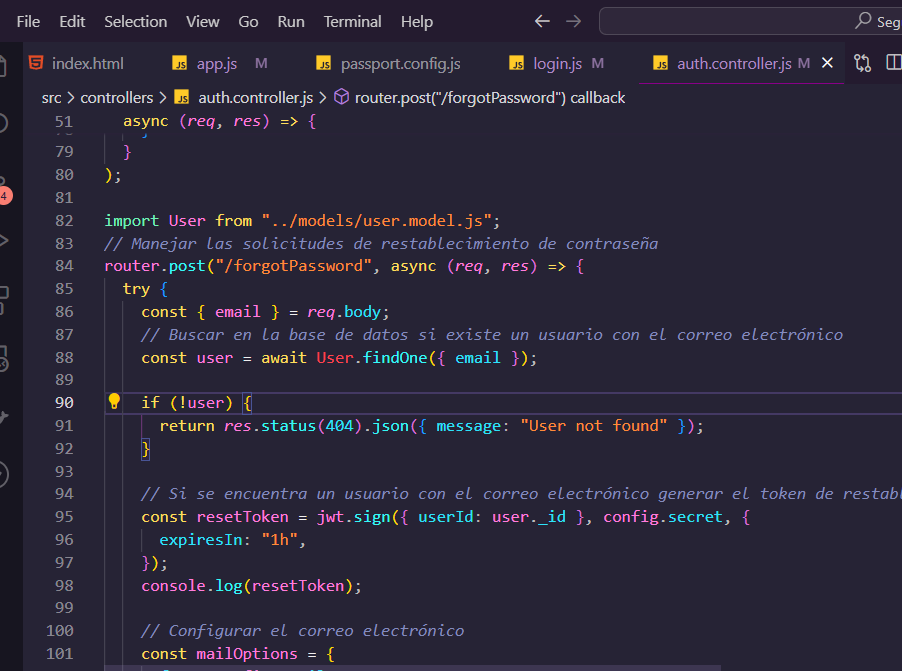 File Edit Selection View Go Run Terminal Help
Seg
index.html
JS app.js M
JS passport.config.js
JS login.js M
JS auth.controller.js M
src > controllers > JS auth.controller.js > router.post("/forgotPassword") callback
51 async (req, res) => {
79 }
80 );
81
82 import User from "../models/user.model.js";
83 // Manejar las solicitudes de restablecimiento de contraseña
84 router.post("/forgotPassword", async (req, res) => {
85 try {
86 const { email } = req.body;
87 // Buscar en la base de datos si existe un usuario con el correo electrónico
88 const user = await User.findOne({ email });
89
90 if (!user) {
91 return res.status(404).json({ message: "User not found" });
92 }
93
94 // Si se encuentra un usuario con el correo electrónico generar el token de restab
95 const resetToken = jwt.sign({ userId: user._id }, config.secret, {
96 expiresIn: "1h",
97 });
98 console.log(resetToken);
99
100 // Configurar el correo electrónico
101 const mailOptions = {
4